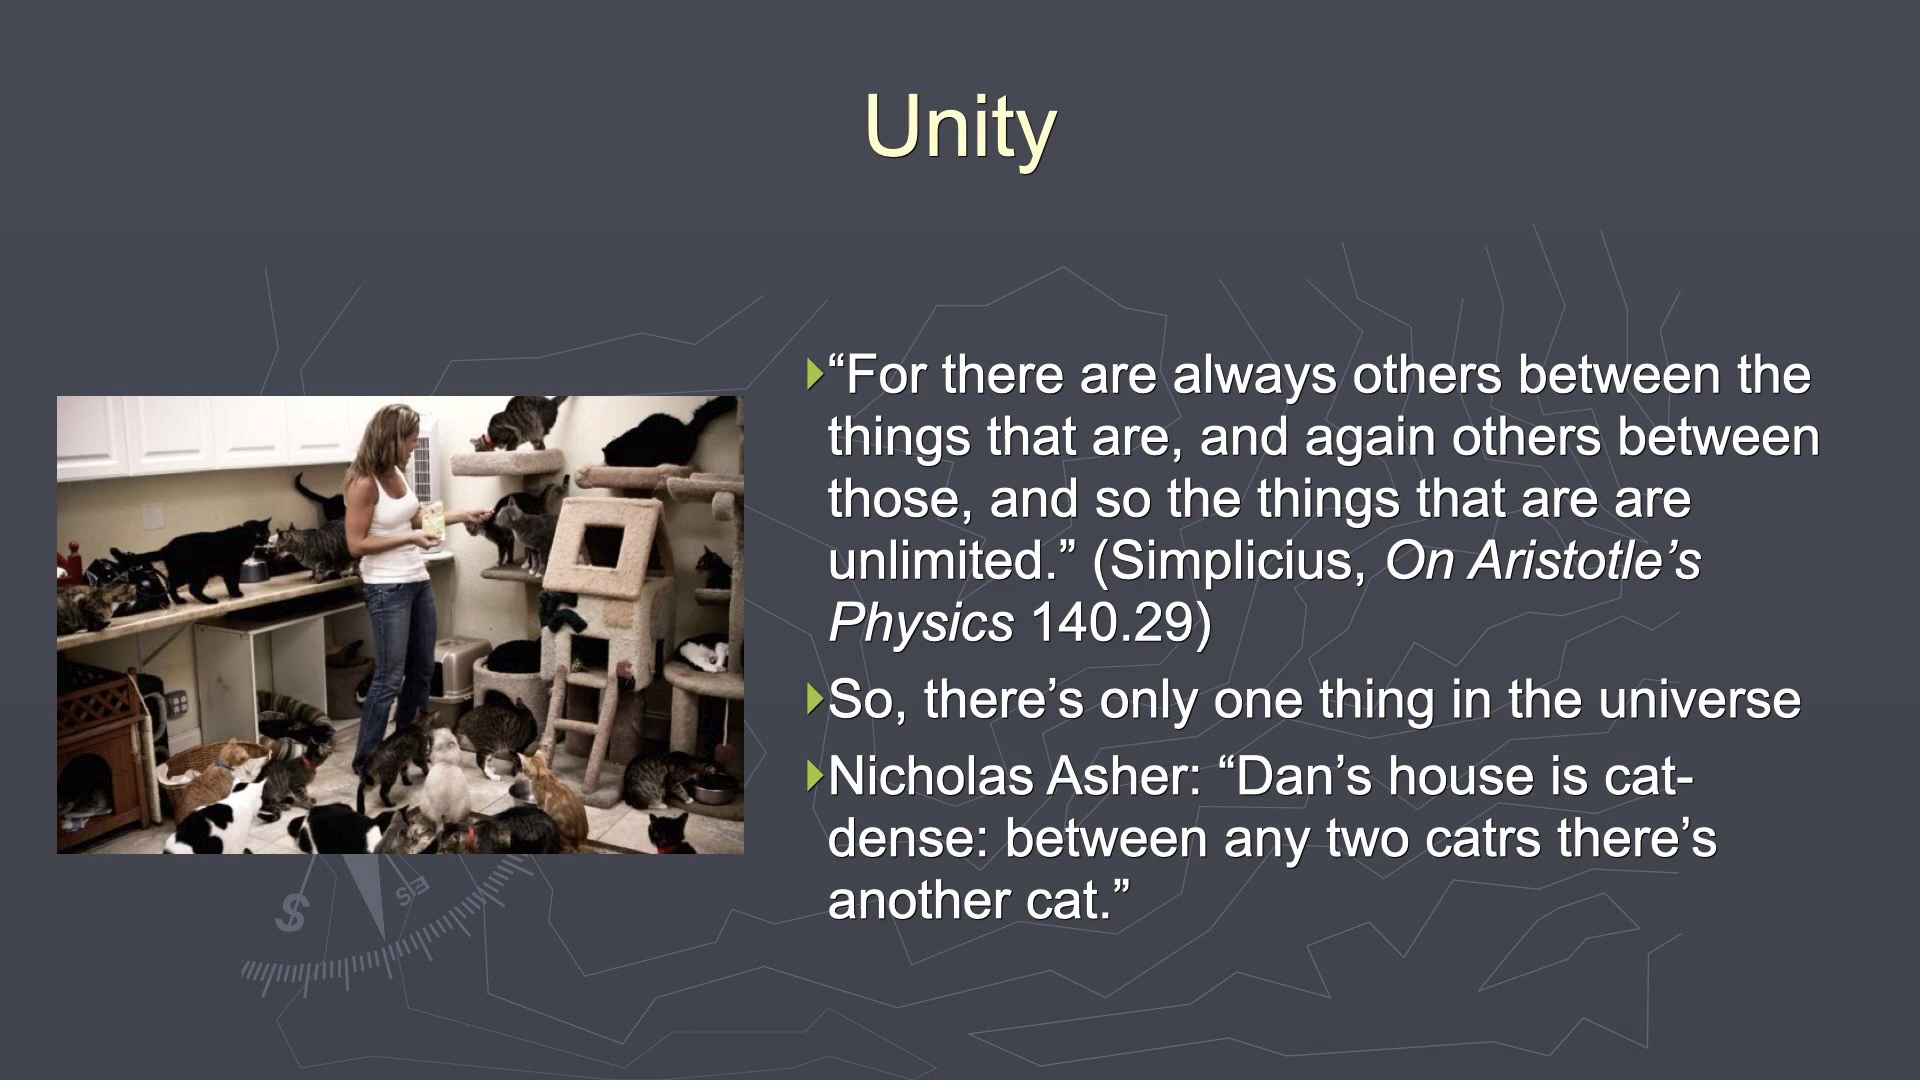 Unity
“For there are always others between the
things that are, and again others between
those, and so the things that are are
unlimited.” (Simplicius, On Aristotle’s
Physics 140.29)
So, there’s only one thing in the universe
Nicholas Asher: “Dan’s house is cat-
dense: between any two catrs there’s
another cat.”
S
SE